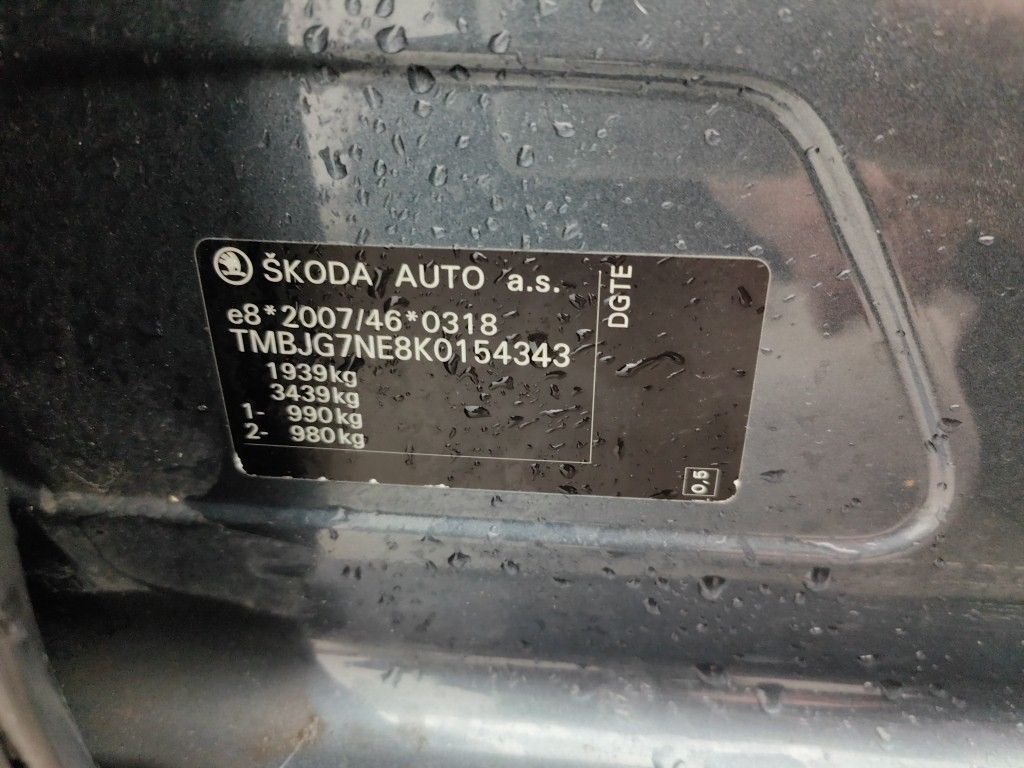 ŠKODA AUTO a.s.
e8*2007/46*0318
TMBJG7NE8K0154343
1939kg
3439kg
1- 990kg
2- 980kg
DGTE
0,5